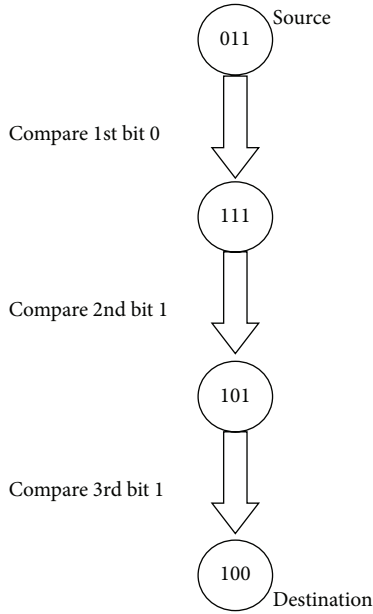 Source
011
Compare 1st bit 0
111
Compare 2nd bit 1
101
Compare 3rd bit 1
100
Destination